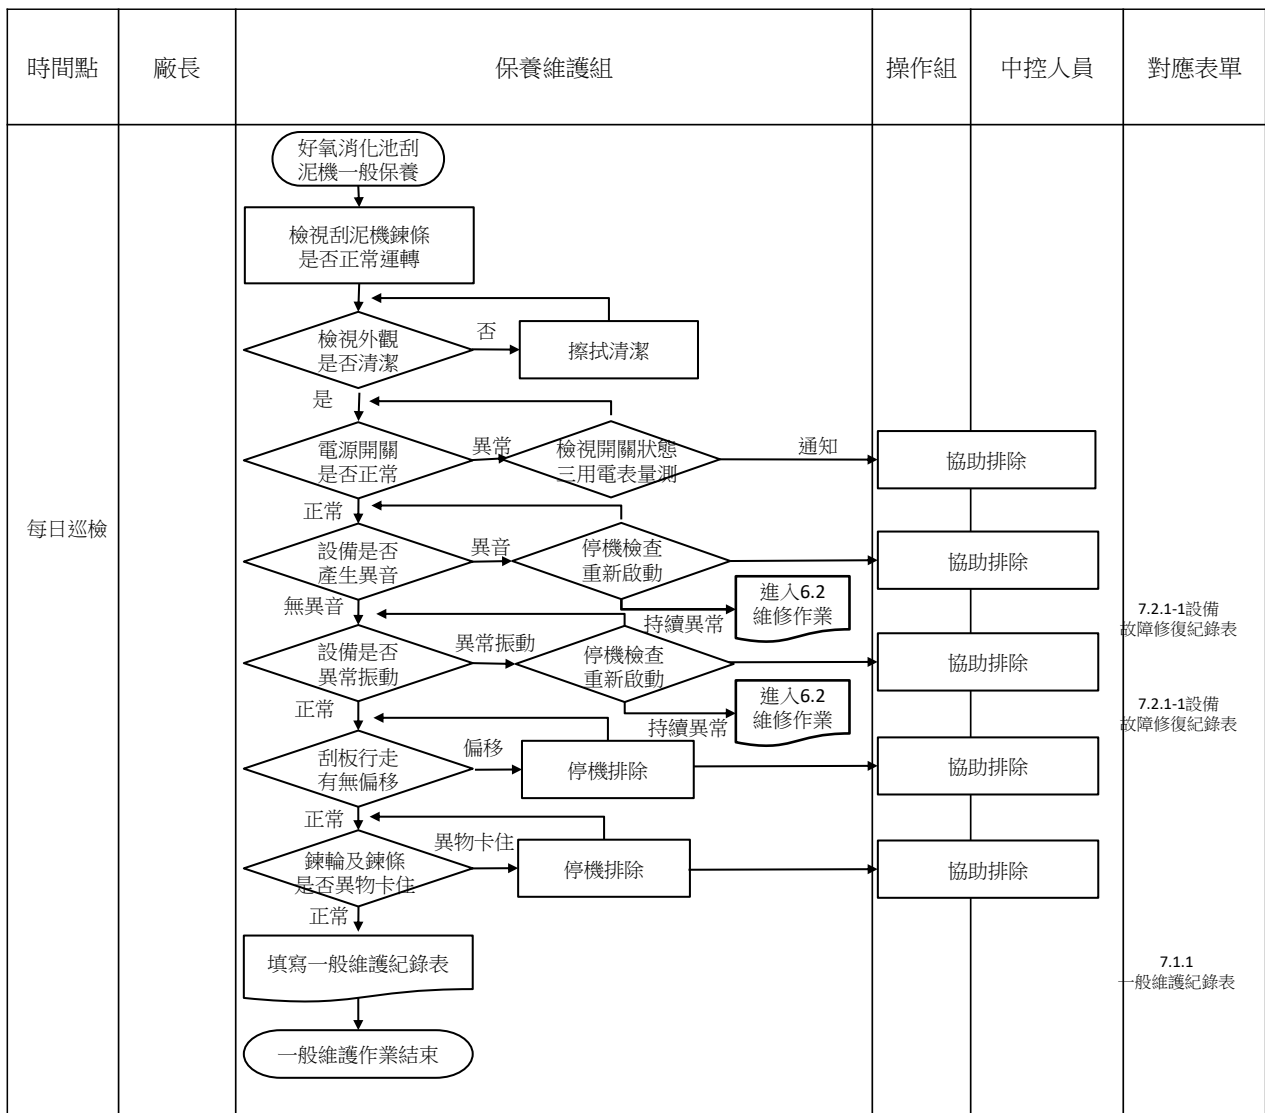 時間點
廠長
保養維護組
操作組
中控人員
對應表單
好氧消化池刮
泥機一般保養
檢視刮泥機鍊條
是否正常運轉
檢視外觀
是否清潔
否
擦拭清潔
是
電源開關
是否正常
異常
檢視開關狀態
三用電表量測
通知
協助排除
正常
每日巡檢
設備是否
產生異音
異音
停機檢查
重新啟動
協助排除
無異音
持續異常
進入6.2
維修作業
7.2.1-1設備
故障修復紀錄表
設備是否
異常振動
異常振動
停機檢查
重新啟動
協助排除
正常
持續異常
進入6.2
維修作業
7.2.1-1設備
故障修復紀錄表
刮板行走
有無偏移
偏移
停機排除
協助排除
正常
鍊輪及鍊條
是否異物卡住
異物卡住
停機排除
協助排除
正常
填寫一般維護紀錄表
7.1.1
一般維護紀錄表
一般維護作業結束